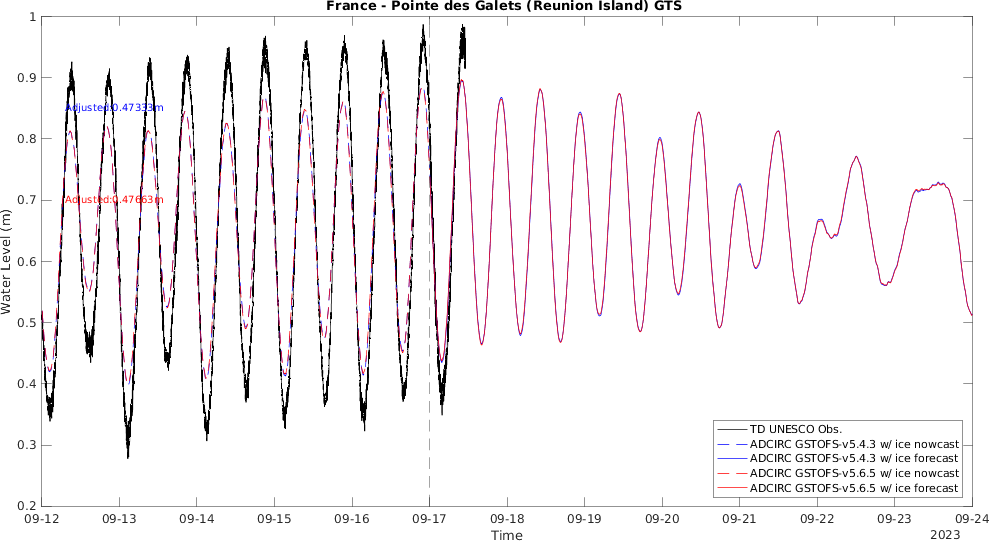 France - Pointe des Galets (Reunion Island) GTS
1
0.9
0.8
0.7
0.6
0.5
0.4
0.3
0.2
Water Level (m)
Adjusted:0.47333m
Adjusted:0.47663m
TD UNESCO Obs.
ADCIRC GSTOFS-v5.4.3 w/ ice nowcast
ADCIRC GSTOFS-v5.4.3 w/ ice forecast
ADCIRC GSTOFS-v5.6.5 w/ ice nowcast
ADCIRC GSTOFS-v5.6.5 w/ ice forecast
09-12 09-13 09-14 09-15 09-16 09-17 09-18 09-19 09-20 09-21 09-22 09-23 09-24
Time
2023